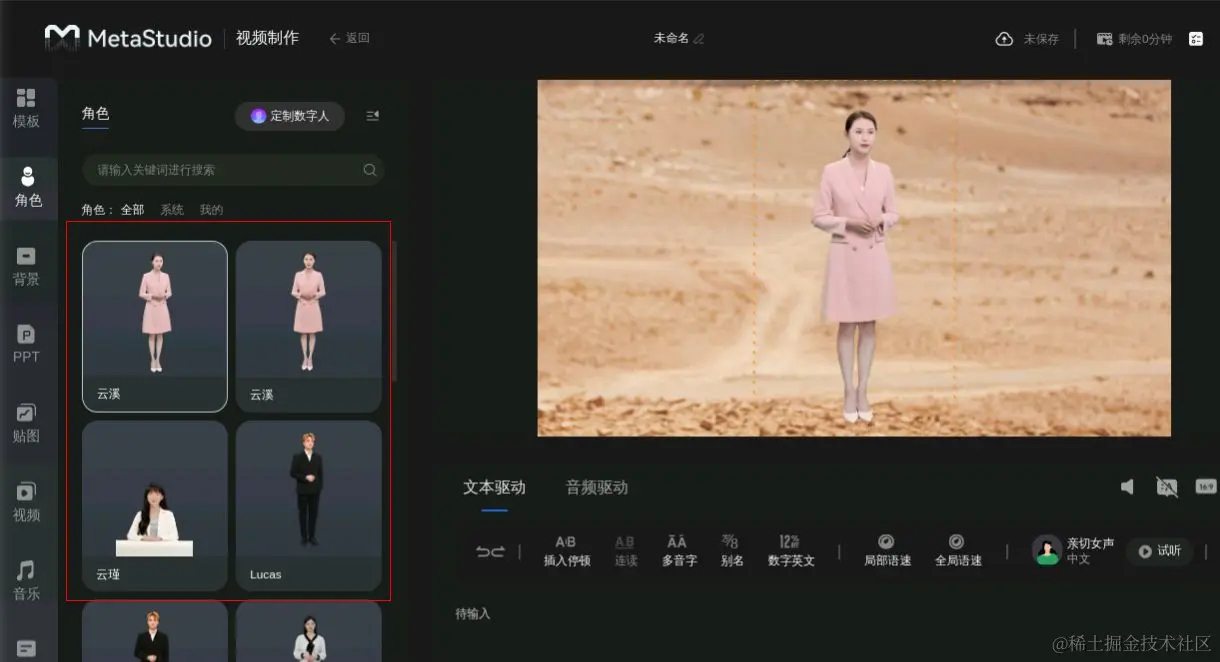 MetaStudio
视频制作
返回
未命名
未保存
剩余0分钟
模板
角色
背景
P
PPT
贴图
视频
音乐
角色
定制数字人
请输入关键词进行搜索
角色： 全部 系统 我的
云溪
云溪
云瑾
Lucas
文本驱动 音频驱动
16:9
插入停顿
连读
多音字
别名
数字英文
局部语速
全局语速
亲切女声
中文
试听
待输入
@稀土掘金技术社区